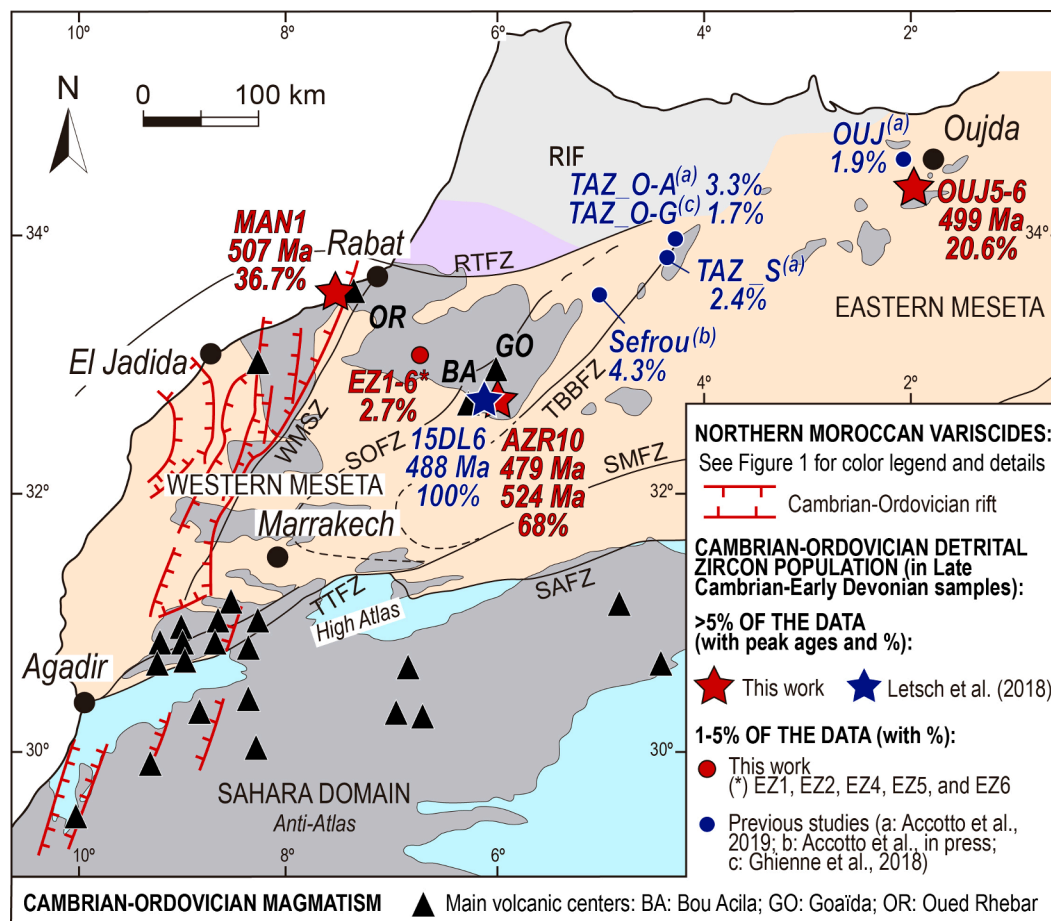 10º
8º
6º
4º
2º
N
0
100 km
RIF
OUJ(a)
1.9%
Oujda
TAZ_O-A(a) 3.3%
TAZ_O-G(c) 1.7%
OUJ5-6
499 Ma
20.6%
MAN1
507 Ma
36.7%
Rabat
34º
34º
RTFZ
TAZ_S(a)
2.4%
EASTERN MESETA
OR
Sefrou(b)
4.3%
El Jadida
GO
BA
EZ1-6*
2.7%
TBBFZ
4º
2º
WMSZ
SOFZ
15DL6
488 Ma
100%
AZR10
479 Ma
524 Ma
68%
SMFZ
WESTERN MESETA
32º
32º
Marrakech
TTFZ
High Atlas
SAFZ
Agadir
30º
30º
SAHARA DOMAIN
Anti-Atlas
10º
8º
6º
NORTHERN MOROCCAN VARISCIDES:
See Figure 1 for color legend and details
Cambrian-Ordovician rift
CAMBRIAN-ORDOVICIAN DETRITAL
ZIRCON POPULATION (in Late
Cambrian-Early Devonian samples):
>5% OF THE DATA
(with peak ages and %):
This work
Letsch et al. (2018)
1-5% OF THE DATA (with %):
This work
(*) EZ1, EZ2, EZ4, EZ5, and EZ6
Previous studies (a: Accotto et al.,
2019; b: Accotto et al., in press;
c: Ghienne et al., 2018)
CAMBRIAN-ORDOVICIAN MAGMATISM
Main volcanic centers: BA: Bou Acila; GO: Goaïda; OR: Oued Rhebar